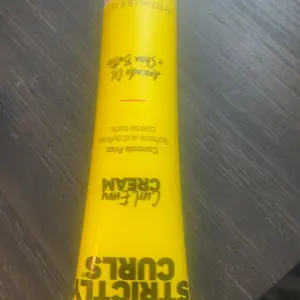 STRICTLY
CURLS
Curl Envy
CREAM
Controls Frizz
Softens and defines
coarse curls
Avocado Oil
+ Shea Butter